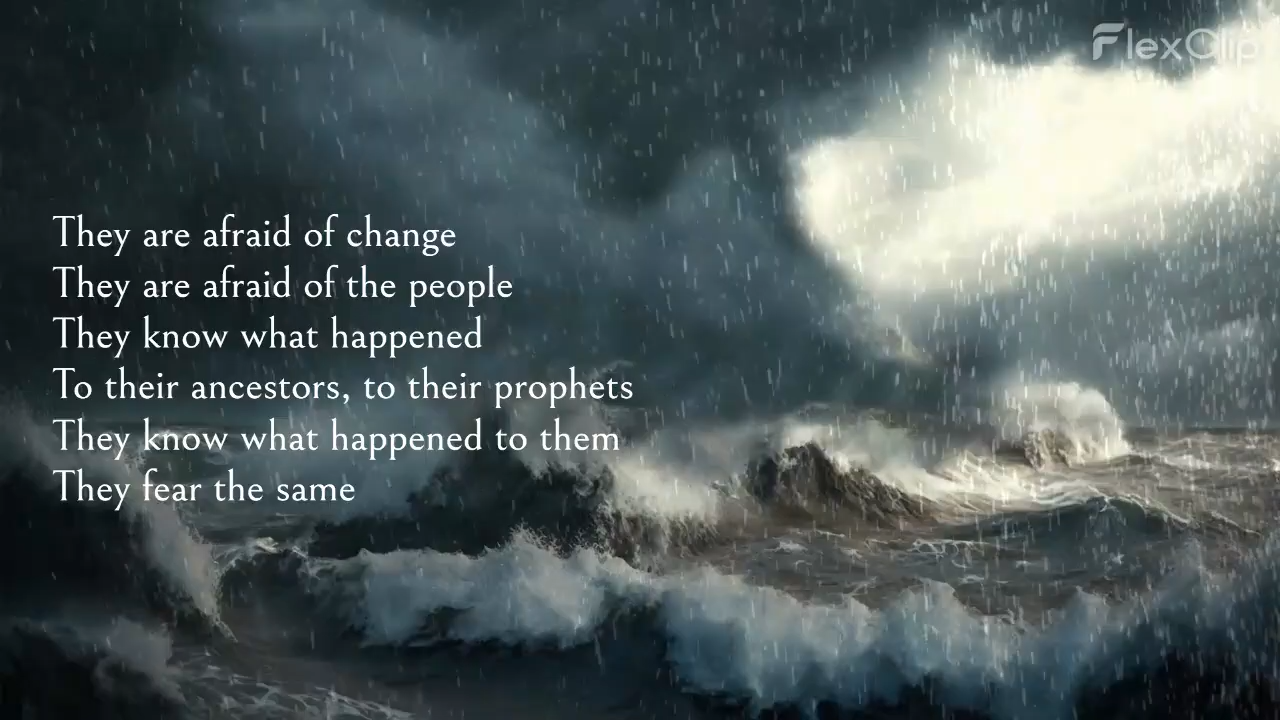 FlexClip
They are afraid of change
They are afraid of the people
They know what happened
To their ancestors, to their prophets
They know what happened to them
They fear the same